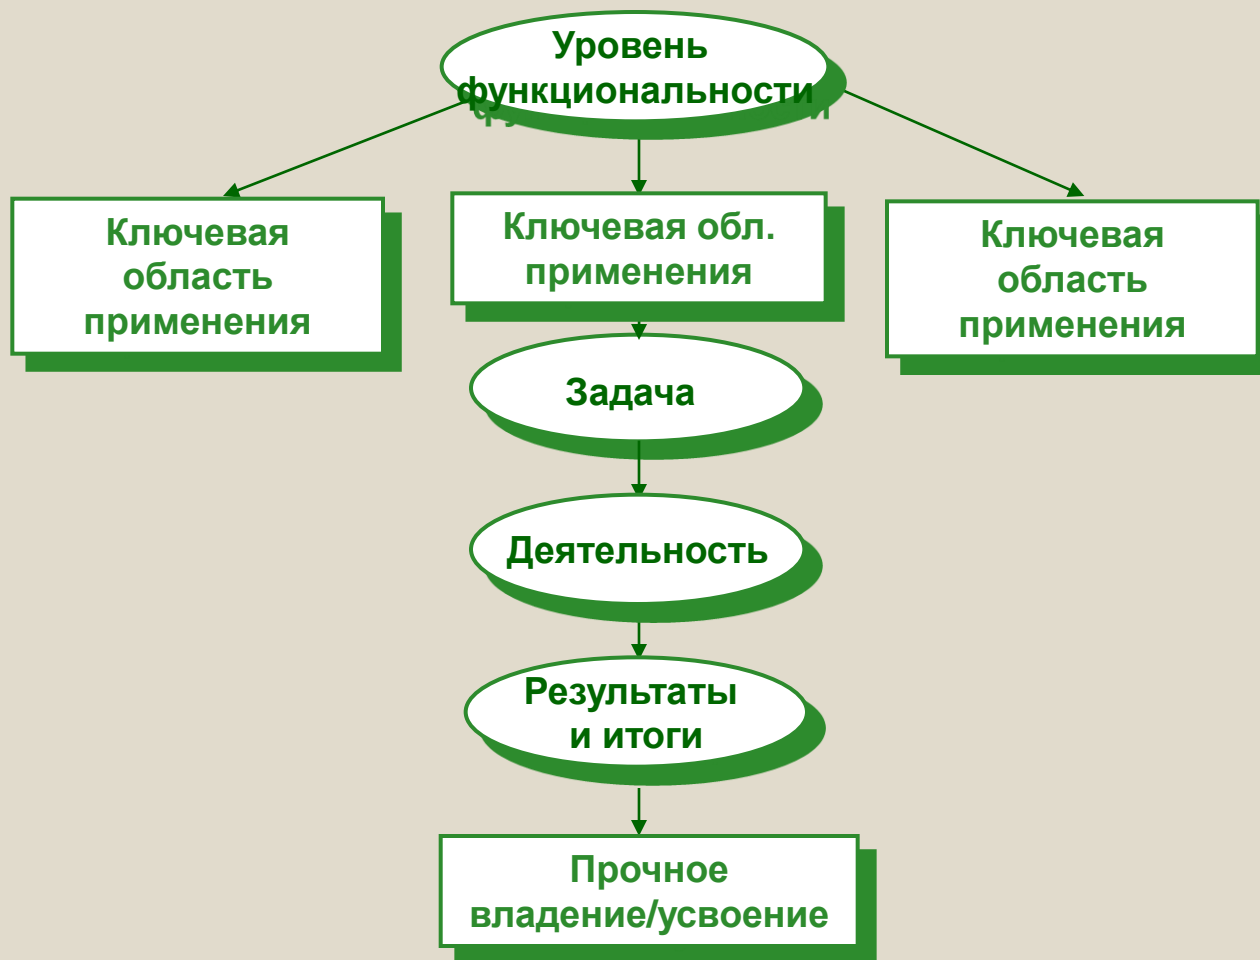 Уровень
функциональности
Ключевая
область
применения
Ключевая обл.
применения
Ключевая
область
применения
Задача
Деятельность
Результаты
и итоги
Прочное
владение/усвоение